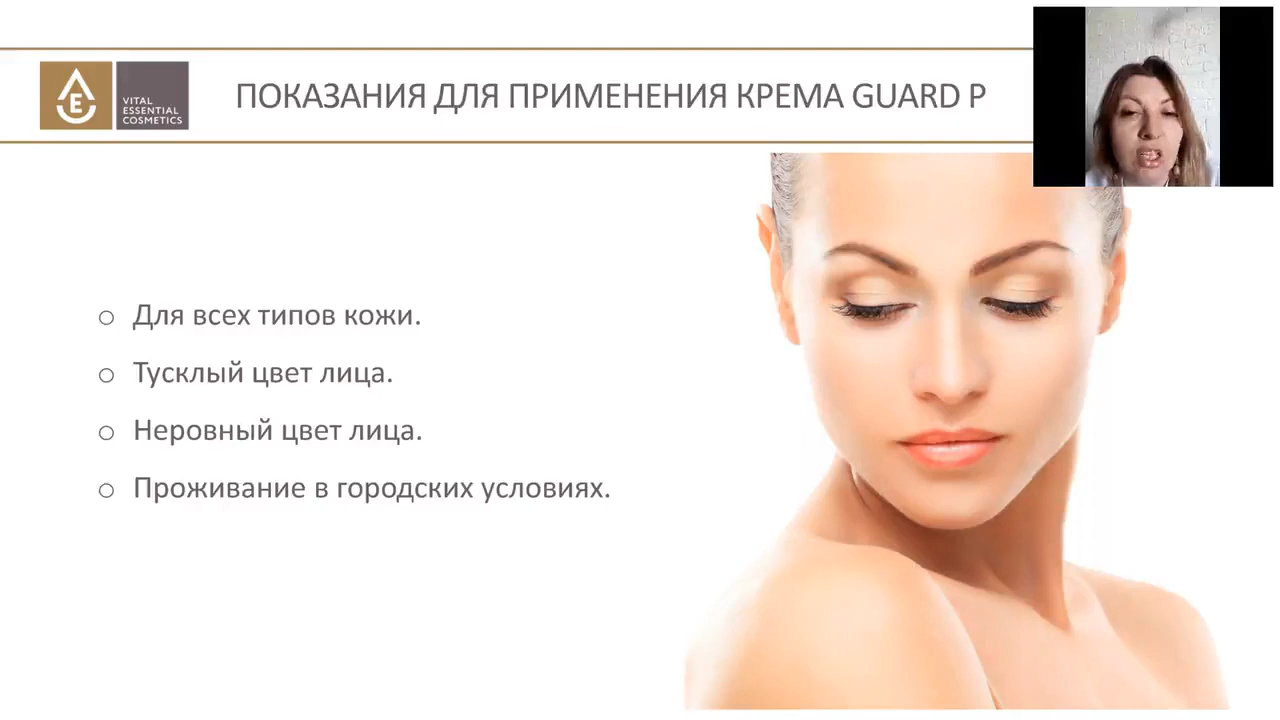 VITAL
ESSENTIAL
COSMETICS
ПОКАЗАНИЯ ДЛЯ ПРИМЕНЕНИЯ КРЕМА GUARD P
Для всех типов кожи.
Тусклый цвет лица.
Неровный цвет лица.
Проживание в городских условиях.